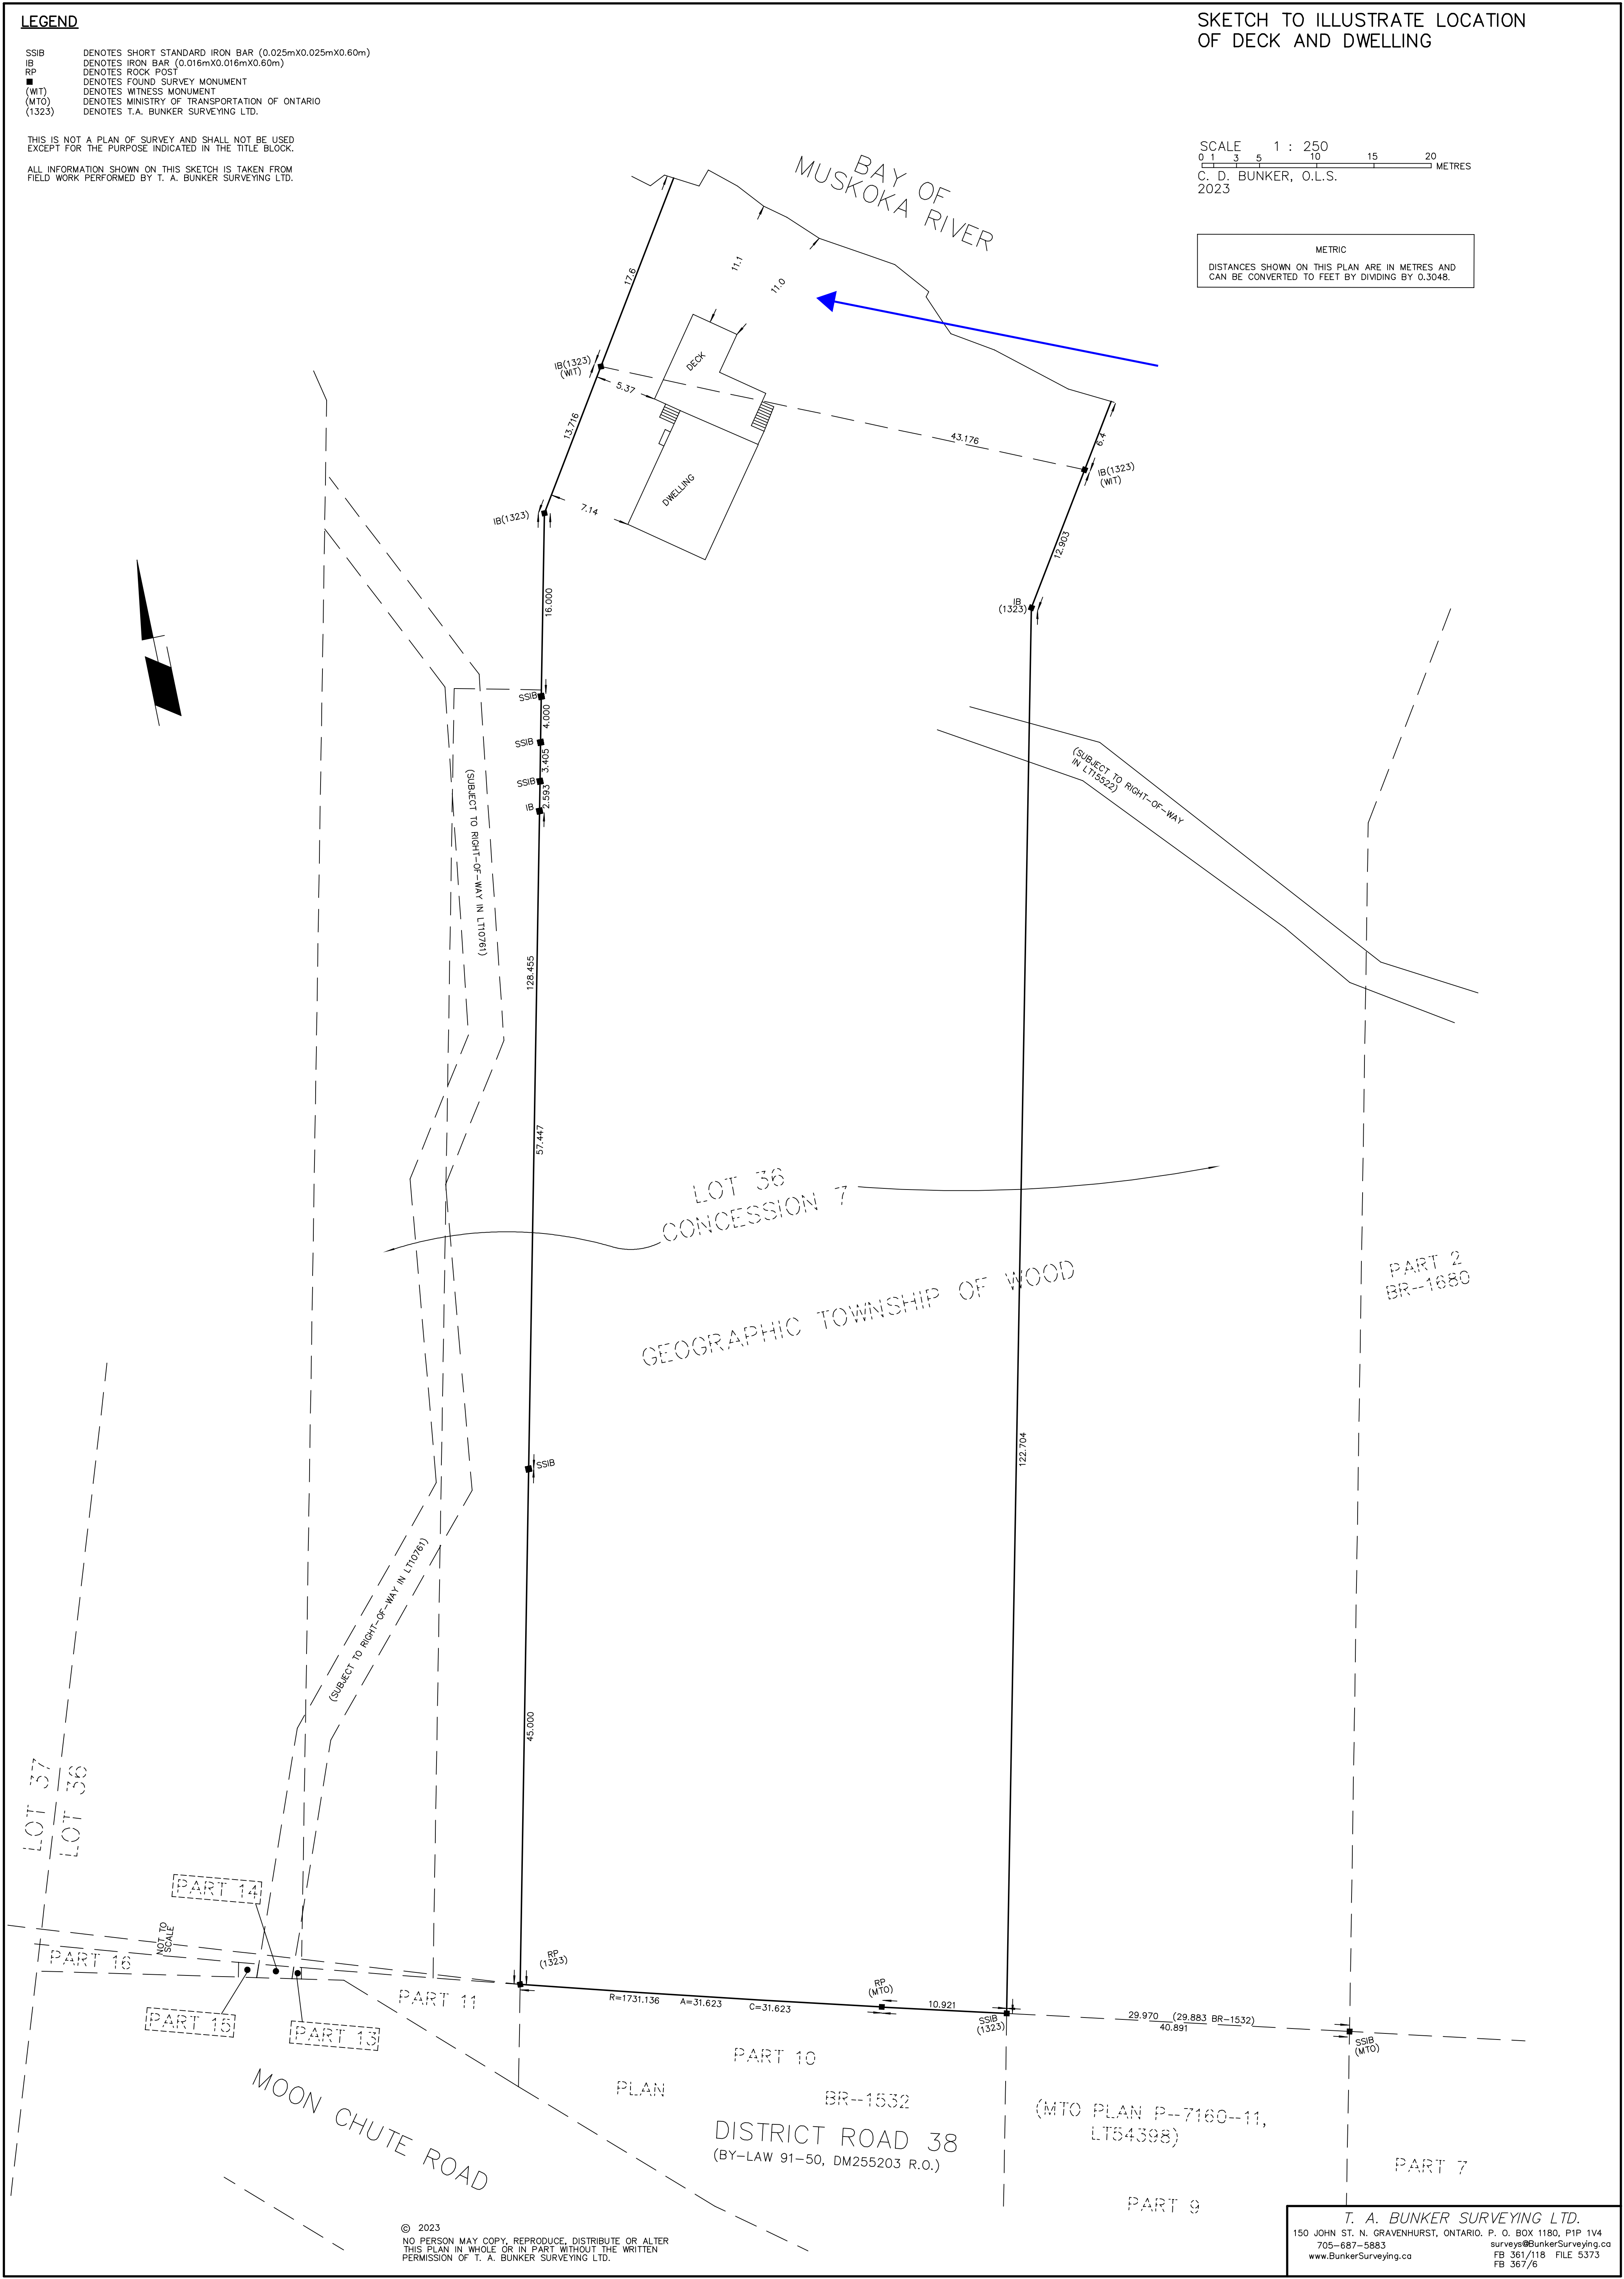 LEGEND
SSIB DENOTES SHORT STANDARD IRON BAR (0.025mX0.025mX0.60m)
IB DENOTES IRON BAR (0.016mX0.016mX0.60m)
RP DENOTES ROCK POST
■ DENOTES FOUND SURVEY MONUMENT
(WIT) DENOTES WITNESS MONUMENT
(MTO) DENOTES MINISTRY OF TRANSPORTATION OF ONTARIO
(1323) DENOTES T.A. BUNKER SURVEYING LTD.
THIS IS NOT A PLAN OF SURVEY AND SHALL NOT BE USED
EXCEPT FOR THE PURPOSE INDICATED IN THE TITLE BLOCK.
ALL INFORMATION SHOWN ON THIS SKETCH IS TAKEN FROM
FIELD WORK PERFORMED BY T. A. BUNKER SURVEYING LTD.
SKETCH TO ILLUSTRATE LOCATION
OF DECK AND DWELLING
SCALE 1 : 250
0 1 3 5 10 15 20
METRES
C. D. BUNKER, O.L.S.
2023
METRIC
DISTANCES SHOWN ON THIS PLAN ARE IN METRES AND
CAN BE CONVERTED TO FEET BY DIVIDING BY 0.3048.
BAY OF
MUSKOKA RIVER
17.6
11.1
11.0
IB(1323)
(WIT)
DECK
5.37
13.716
43.176
6.4
IB(1323)
(WIT)
DWELLING
7.14
IB(1323)
12.903
IB
(1323)
16.000
SSIB
4.000
SSIB
3.405
SSIB
2.593
IB
(SUBJECT TO RIGHT-OF-WAY IN LT10761)
(SUBJECT TO RIGHT-OF-WAY
IN LT15522)
128.455
57.447
LOT 36
CONCESSION 7
GEOGRAPHIC TOWNSHIP OF WOOD
PART 2
BR-1680
122.704
SSIB
(SUBJECT TO RIGHT-OF-WAY IN LT10761)
45.000
LOT 37
LOT 36
PART 14
NOT TO
SCALE
PART 16
PART 15
PART 13
PART 11
RP
(1323)
R=1731.136 A=31.623 C=31.623
RP
(MTO)
10.921
SSIB
(1323)
29.970 (29.883 BR-1532)
40.891
SSIB
(MTO)
PART 10
PLAN BR-1532
DISTRICT ROAD 38
(BY-LAW 91-50, DM255203 R.O.)
(MTO PLAN P-7160-11,
LT54398)
PART 7
PART 9
MOON CHUTE ROAD
© 2023
NO PERSON MAY COPY, REPRODUCE, DISTRIBUTE OR ALTER
THIS PLAN IN WHOLE OR IN PART WITHOUT THE WRITTEN
PERMISSION OF T. A. BUNKER SURVEYING LTD.
T. A. BUNKER SURVEYING LTD.
150 JOHN ST. N. GRAVENHURST, ONTARIO. P. O. BOX 1180, P1P 1V4
705-687-5883 surveys@BunkerSurveying.ca
www.BunkerSurveying.ca FB 361/118 FILE 5373
FB 367/6